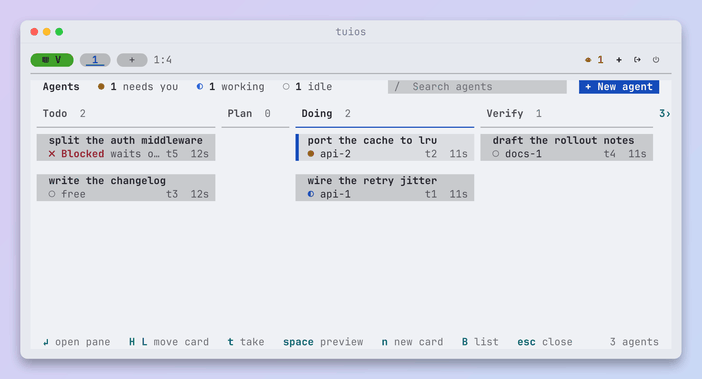 tuios
V 1 + 1:4 1 +
Agents 1 needs you 1 working 1 idle / Search agents + New agent
Todo 2 Plan 0 Doing 2 Verify 1 3›
split the auth middleware port the cache to lru draft the rollout notes
× Blocked waits o… t5 12s api-2 t2 11s docs-1 t4 11s
write the changelog wire the retry jitter
free t3 12s api-1 t1 11s
↲ open pane H L move card t take space preview n new card B list esc close 3 agents